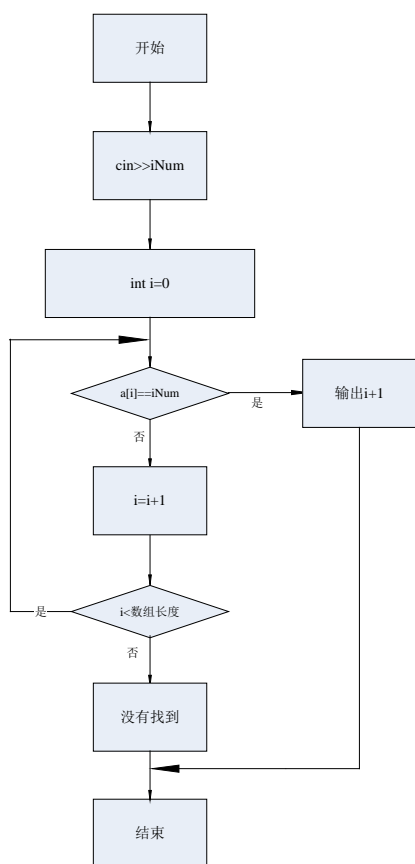 开始
cin>>iNum
int i=0
a[i]==iNum
是
输出i+1
否
i=i+1
i<数组长度
是
否
没有找到
结束